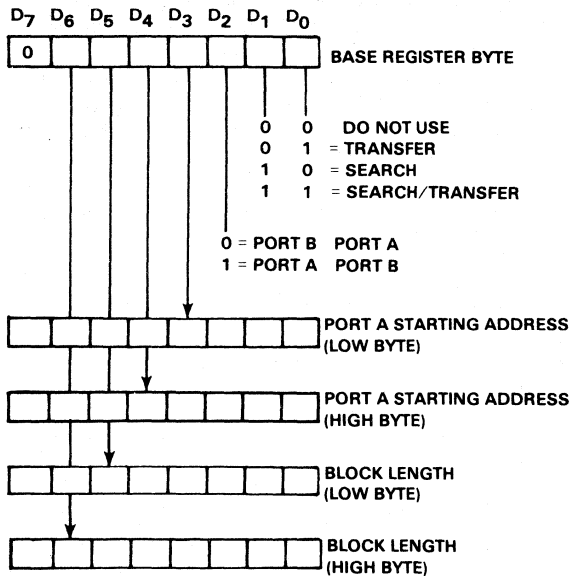 D7 D6 D5 D4 D3 D2 D1 D0
0 BASE REGISTER BYTE
0 0 DO NOT USE
0 1 = TRANSFER
1 0 = SEARCH
1 1 = SEARCH/TRANSFER
0 = PORT B PORT A
1 = PORT A PORT B
PORT A STARTING ADDRESS
(LOW BYTE)
PORT A STARTING ADDRESS
(HIGH BYTE)
BLOCK LENGTH
(LOW BYTE)
BLOCK LENGTH
(HIGH BYTE)